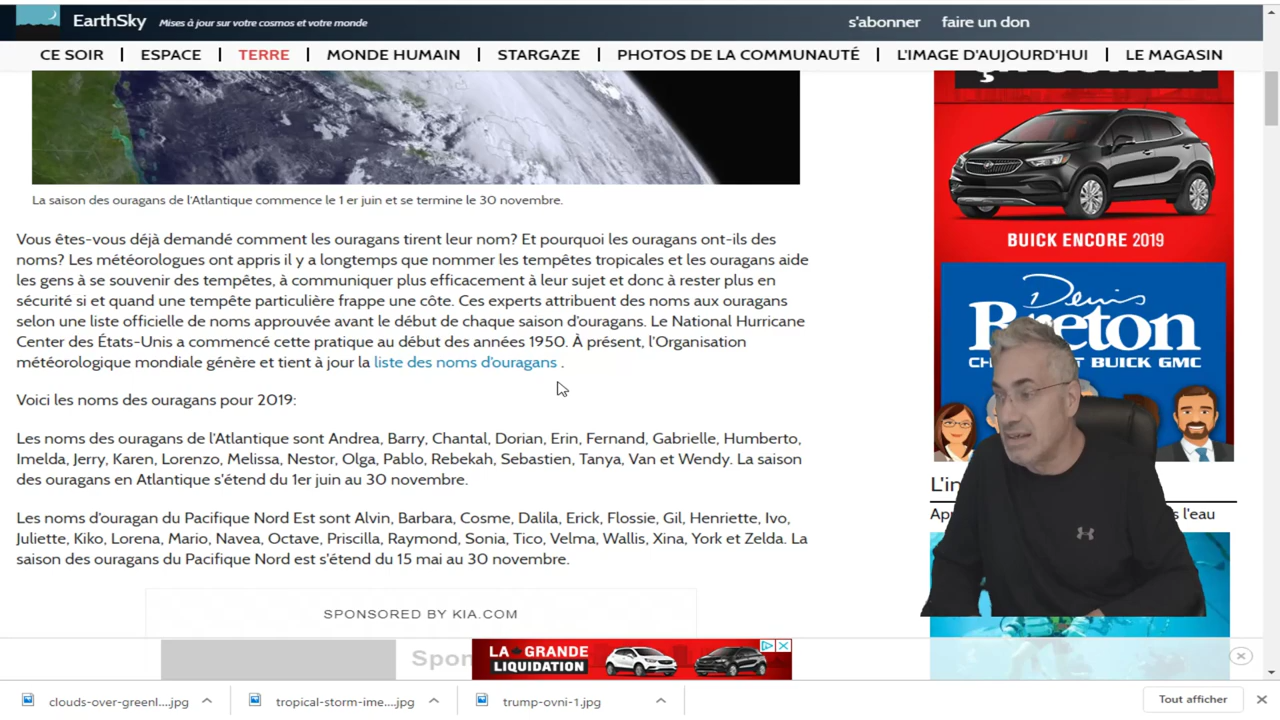 EarthSky Mises à jour sur votre cosmos et votre monde s'abonner faire un don
CE SOIR | ESPACE | TERRE | MONDE HUMAIN | STARGAZE | PHOTOS DE LA COMMUNAUTÉ | L'IMAGE D'AUJOURD'HUI | LE MAGASIN
La saison des ouragans de l'Atlantique commence le 1 er juin et se termine le 30 novembre.
Vous êtes-vous déjà demandé comment les ouragans tirent leur nom? Et pourquoi les ouragans ont-ils des
noms? Les météorologues ont appris il y a longtemps que nommer les tempêtes tropicales et les ouragans aide
les gens à se souvenir des tempêtes, à communiquer plus efficacement à leur sujet et donc à rester plus en
sécurité si et quand une tempête particulière frappe une côte. Ces experts attribuent des noms aux ouragans
selon une liste officielle de noms approuvée avant le début de chaque saison d'ouragans. Le National Hurricane
Center des États-Unis a commencé cette pratique au début des années 1950. À présent, l'Organisation
météorologique mondiale génère et tient à jour la liste des noms d'ouragans .
Voici les noms des ouragans pour 2019:
Les noms des ouragans de l'Atlantique sont Andrea, Barry, Chantal, Dorian, Erin, Fernand, Gabrielle, Humberto,
Imelda, Jerry, Karen, Lorenzo, Melissa, Nestor, Olga, Pablo, Rebekah, Sebastien, Tanya, Van et Wendy. La saison
des ouragans en Atlantique s'étend du 1er juin au 30 novembre.
Les noms d'ouragan du Pacifique Nord Est sont Alvin, Barbara, Cosme, Dalila, Erick, Flossie, Gil, Henriette, Ivo,
Juliette, Kiko, Lorena, Mario, Navea, Octave, Priscilla, Raymond, Sonia, Tico, Velma, Wallis, Xina, York et Zelda. La
saison des ouragans du Pacifique Nord est s'étend du 15 mai au 30 novembre.
SPONSORED BY KIA.COM
Spon
LA GRANDE
LIQUIDATION
BUICK ENCORE 2019
Denis
Breton
BUICK GMC
s l'eau
clouds-over-greenl....jpg tropical-storm-ime....jpg trump-ovni-1.jpg Tout afficher